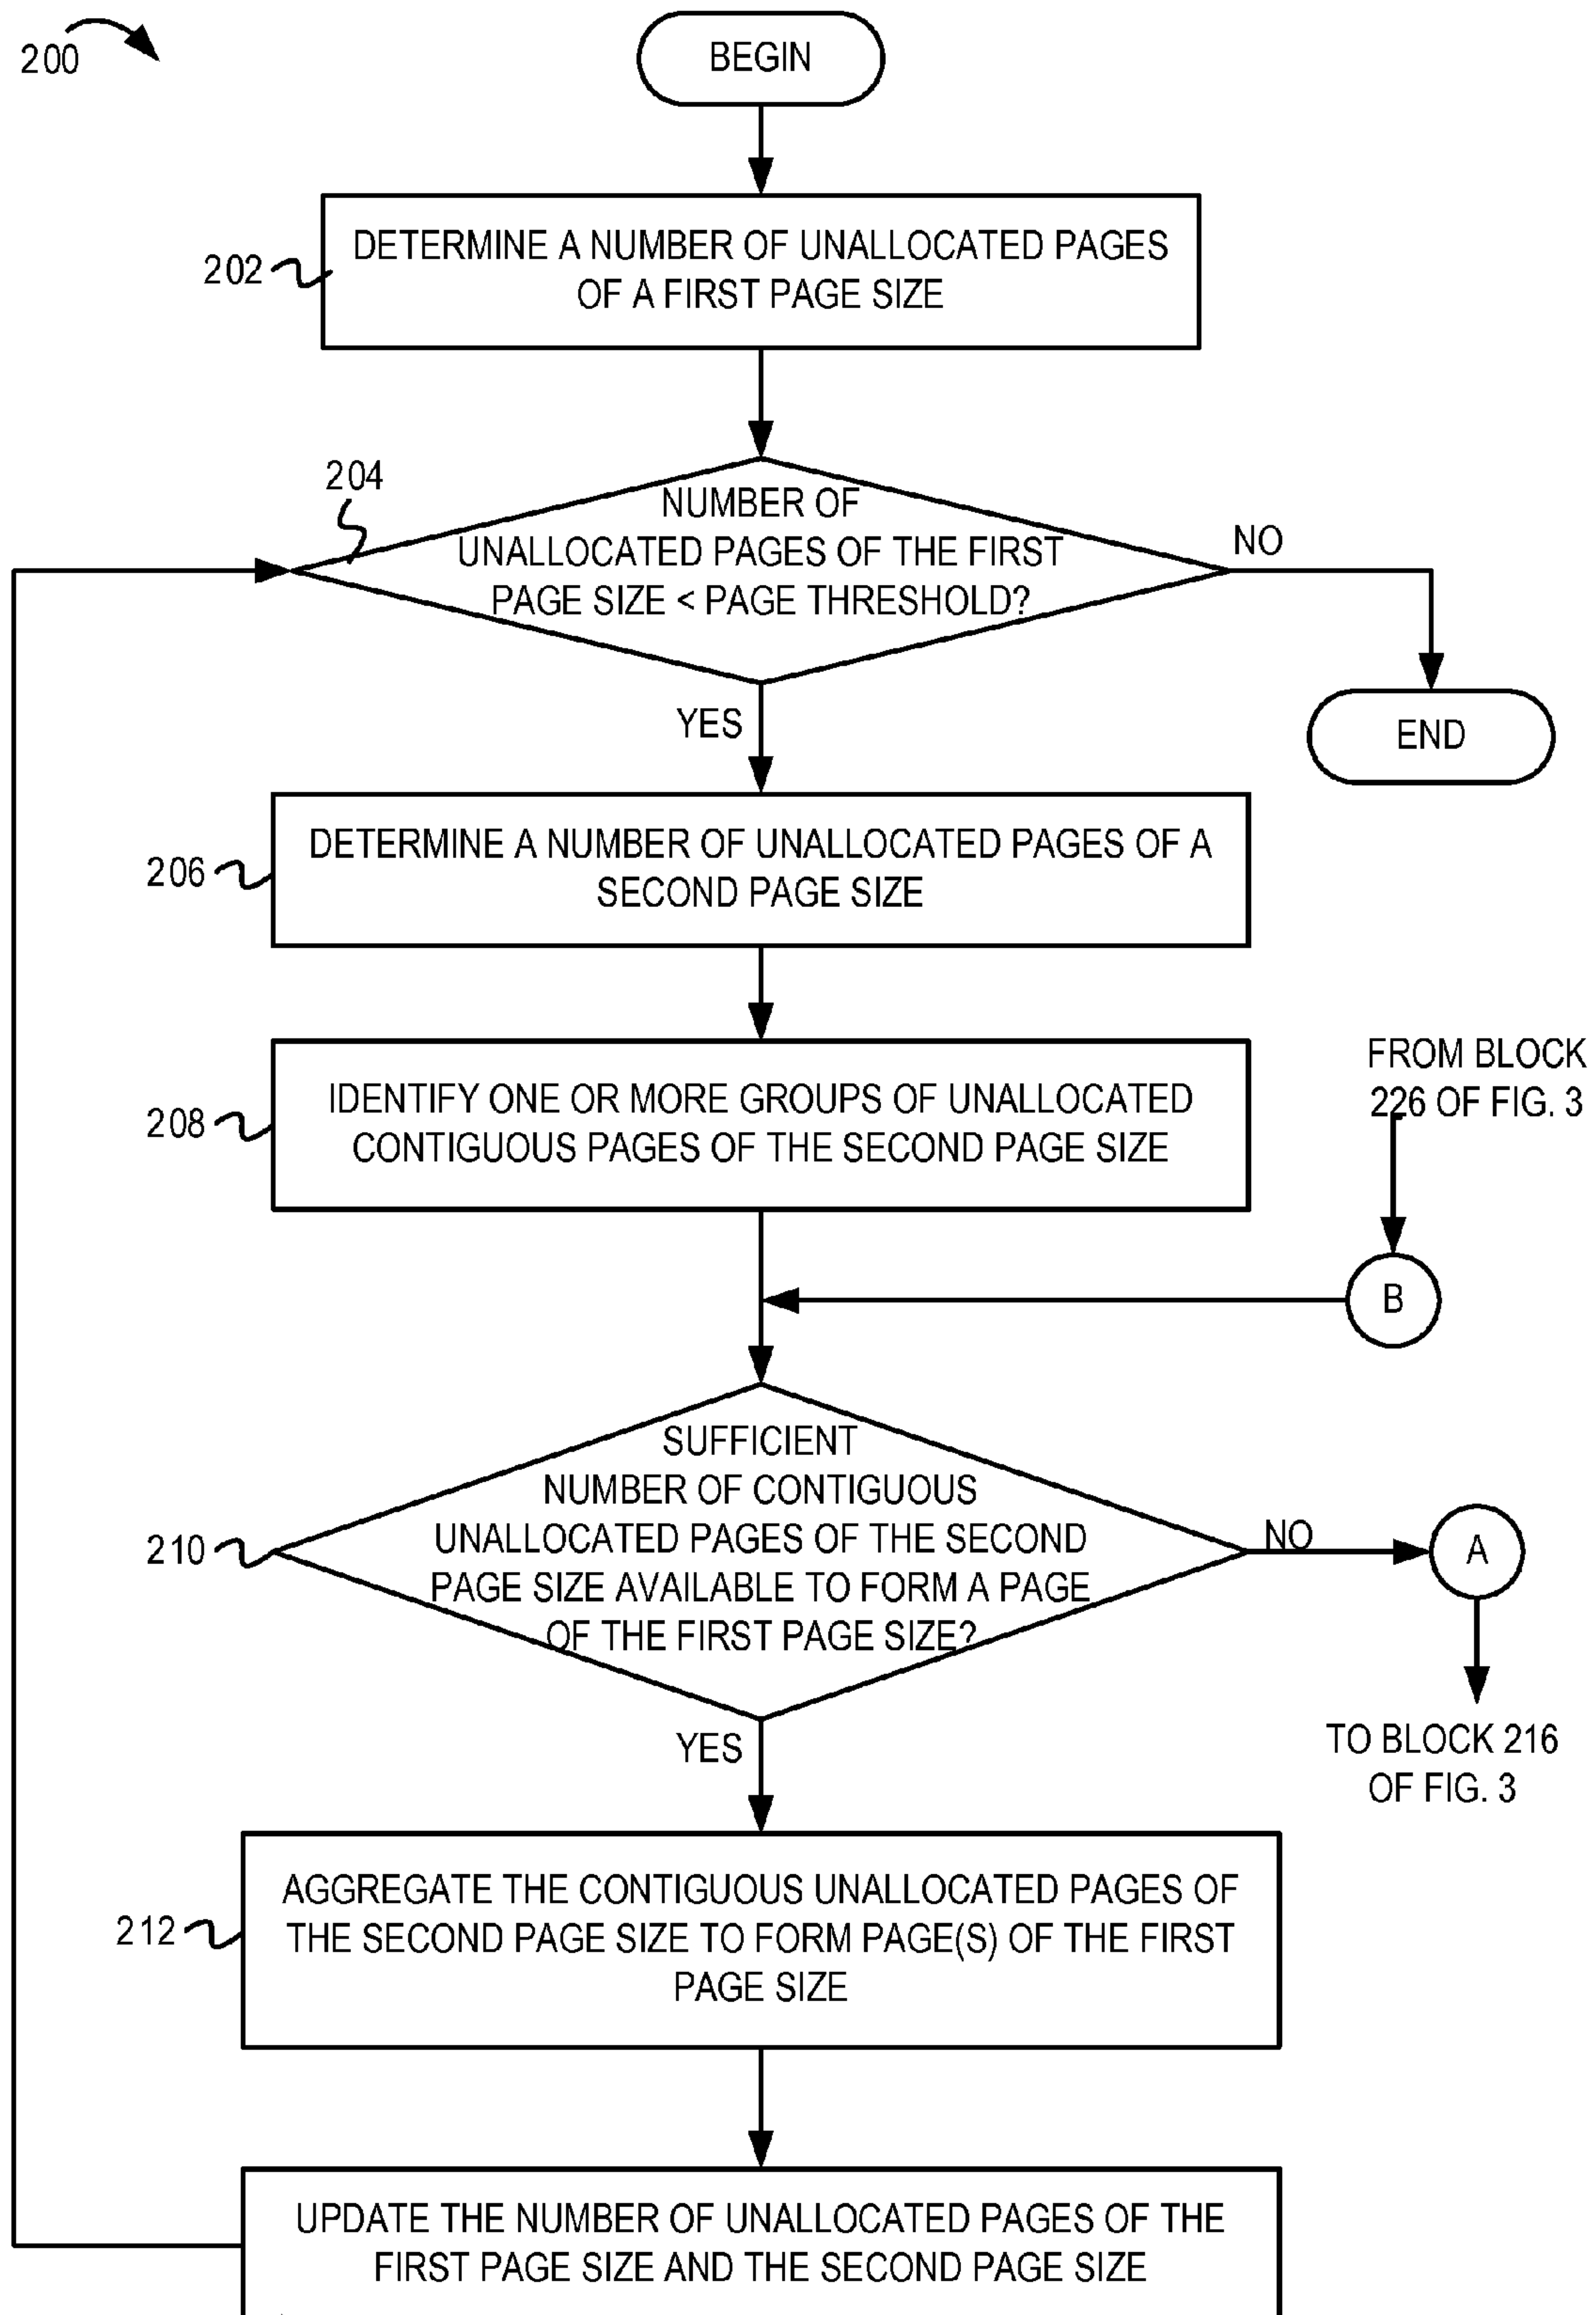 200
BEGIN
202
DETERMINE A NUMBER OF UNALLOCATED PAGES
OF A FIRST PAGE SIZE
204
NUMBER OF
UNALLOCATED PAGES OF THE FIRST
PAGE SIZE < PAGE THRESHOLD?
NO
END
YES
206
DETERMINE A NUMBER OF UNALLOCATED PAGES OF A
SECOND PAGE SIZE
208
IDENTIFY ONE OR MORE GROUPS OF UNALLOCATED
CONTIGUOUS PAGES OF THE SECOND PAGE SIZE
FROM BLOCK
226 OF FIG. 3
B
210
SUFFICIENT
NUMBER OF CONTIGUOUS
UNALLOCATED PAGES OF THE SECOND
PAGE SIZE AVAILABLE TO FORM A PAGE
OF THE FIRST PAGE SIZE?
NO
A
TO BLOCK 216
OF FIG. 3
YES
212
AGGREGATE THE CONTIGUOUS UNALLOCATED PAGES OF
THE SECOND PAGE SIZE TO FORM PAGE(S) OF THE FIRST
PAGE SIZE
UPDATE THE NUMBER OF UNALLOCATED PAGES OF THE
FIRST PAGE SIZE AND THE SECOND PAGE SIZE